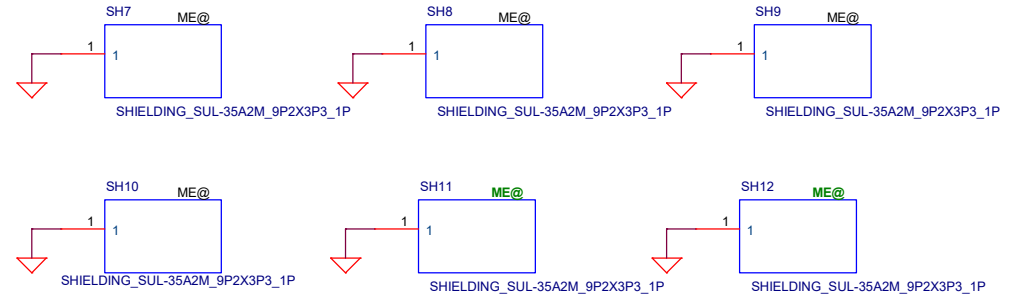 SH7 ME@ SH8 ME@ SH9 ME@
1 1 1 1 1 1
SHIELDING_SUL-35A2M_9P2X3P3_1P SHIELDING_SUL-35A2M_9P2X3P3_1P SHIELDING_SUL-35A2M_9P2X3P3_1P
SH10 ME@ SH11 ME@ SH12 ME@
1 1 1 1 1 1
SHIELDING_SUL-35A2M_9P2X3P3_1P SHIELDING_SUL-35A2M_9P2X3P3_1P SHIELDING_SUL-35A2M_9P2X3P3_1P